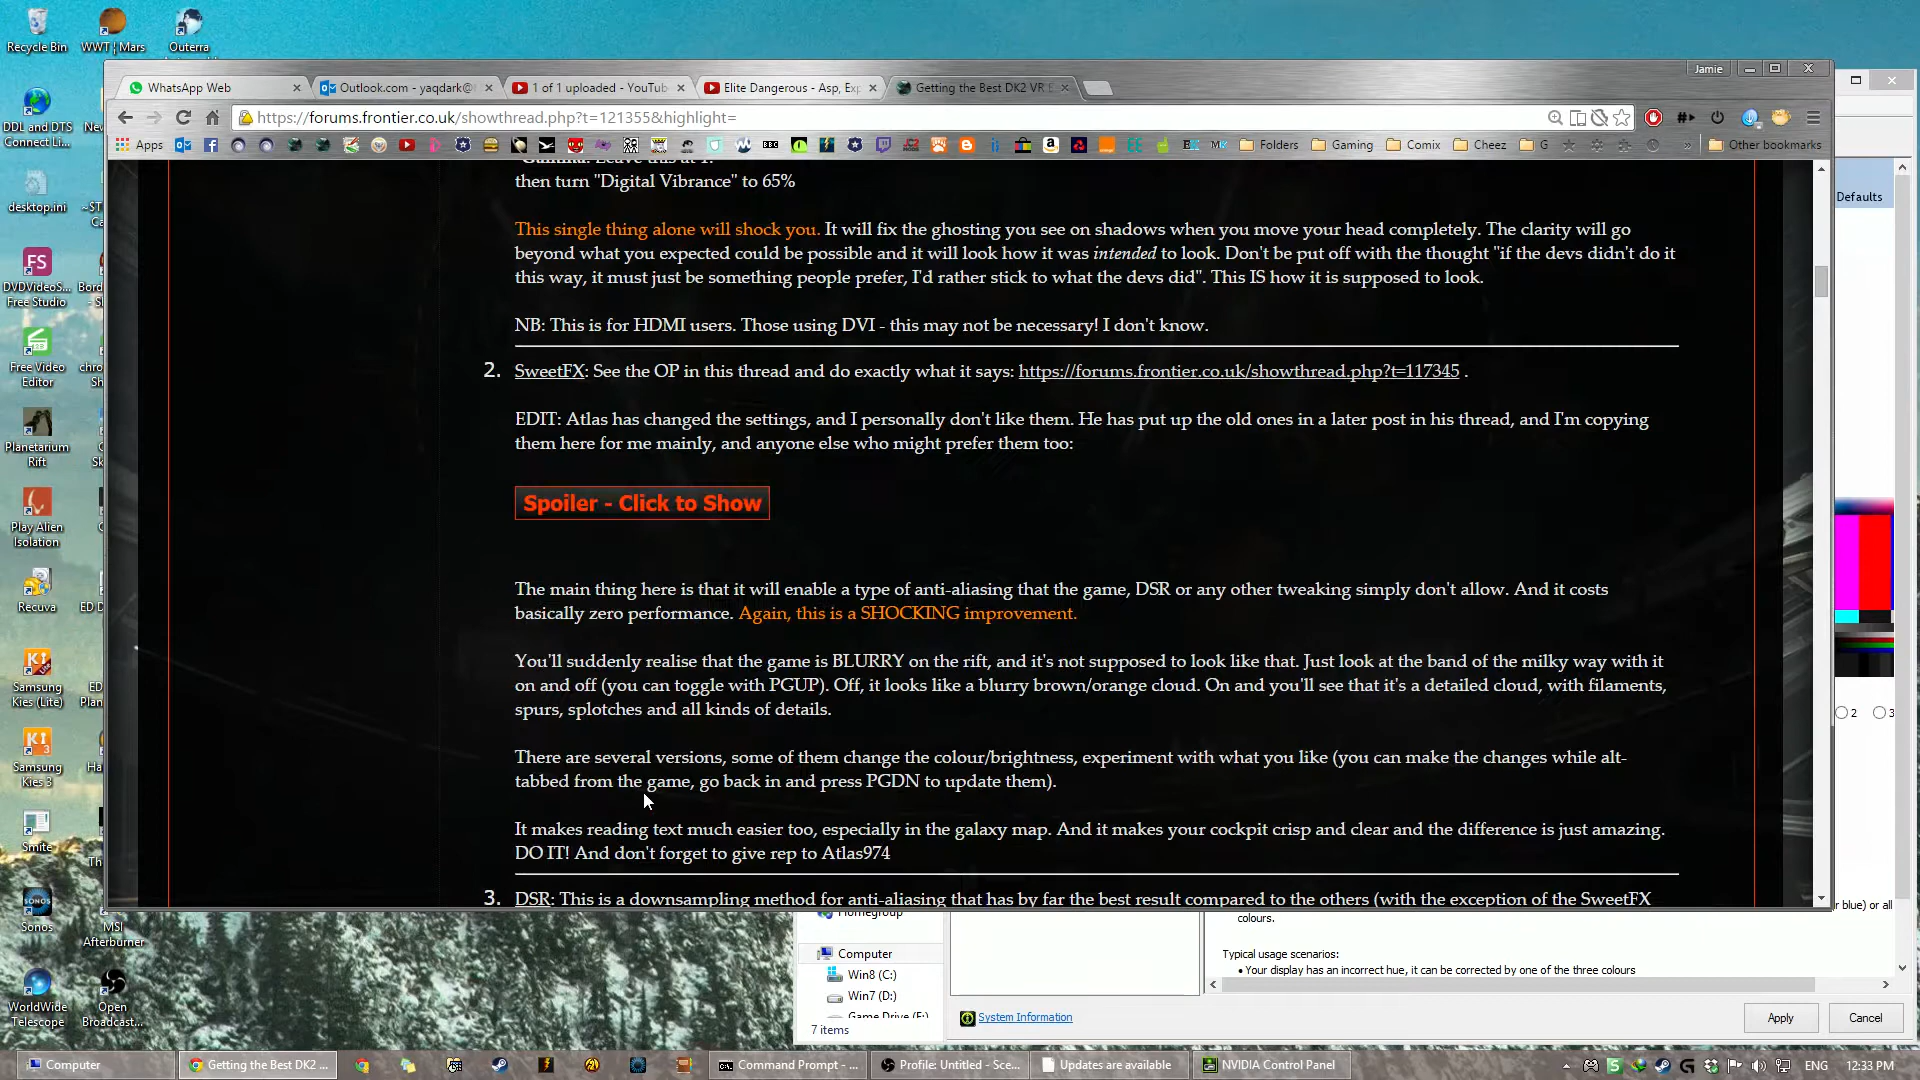 Recycle Bin
WWT ¦ Mars
Outerra
Jamie
WhatsApp Web
Outlook.com - yaqdark@
1 of 1 uploaded - YouTub
Elite Dangerous - Asp, Exp
Getting the Best DK2 VR E
https://forums.frontier.co.uk/showthread.php?t=121355&highlight=
Apps
Folders
Gaming
Comix
Cheez
G
»
Other bookmarks
DDL and DTS
Connect Li...
desktop.ini
DVDVideoS...
Free Studio
Free Video
Editor
Planetarium
Rift
Play Alien
Isolation
Recuva
Samsung
Kies (Lite)
Samsung
Kies 3
Smite
Sonos
MSI
Afterburner
WorldWide
Telescope
Open
Broadcast...
Gamma: Leave this at 1.
then turn "Digital Vibrance" to 65%
This single thing alone will shock you. It will fix the ghosting you see on shadows when you move your head completely. The clarity will go
beyond what you expected could be possible and it will look how it was intended to look. Don't be put off with the thought "if the devs didn't do it
this way, it must just be something people prefer, I'd rather stick to what the devs did". This IS how it is supposed to look.
NB: This is for HDMI users. Those using DVI - this may not be necessary! I don't know.
2. SweetFX: See the OP in this thread and do exactly what it says: https://forums.frontier.co.uk/showthread.php?t=117345 .
EDIT: Atlas has changed the settings, and I personally don't like them. He has put up the old ones in a later post in his thread, and I'm copying
them here for me mainly, and anyone else who might prefer them too:
Spoiler - Click to Show
The main thing here is that it will enable a type of anti-aliasing that the game, DSR or any other tweaking simply don't allow. And it costs
basically zero performance. Again, this is a SHOCKING improvement.
You'll suddenly realise that the game is BLURRY on the rift, and it's not supposed to look like that. Just look at the band of the milky way with it
on and off (you can toggle with PGUP). Off, it looks like a blurry brown/orange cloud. On and you'll see that it's a detailed cloud, with filaments,
spurs, splotches and all kinds of details.
There are several versions, some of them change the colour/brightness, experiment with what you like (you can make the changes while alt-
tabbed from the game, go back in and press PGDN to update them).
It makes reading text much easier too, especially in the galaxy map. And it makes your cockpit crisp and clear and the difference is just amazing.
DO IT! And don't forget to give rep to Atlas974
3. DSR: This is a downsampling method for anti-aliasing that has by far the best result compared to the others (with the exception of the SweetFX
Defaults
2
3
r blue) or all
colours.
Typical usage scenarios:
• Your display has an incorrect hue, it can be corrected by one of the three colours
Homegroup
Computer
Win8 (C:)
Win7 (D:)
Game Drive (F:)
7 items
System Information
Apply
Cancel
Computer
Getting the Best DK2 ...
Command Prompt - ...
Profile: Untitled - Sce...
Updates are available
NVIDIA Control Panel
ENG
12:33 PM